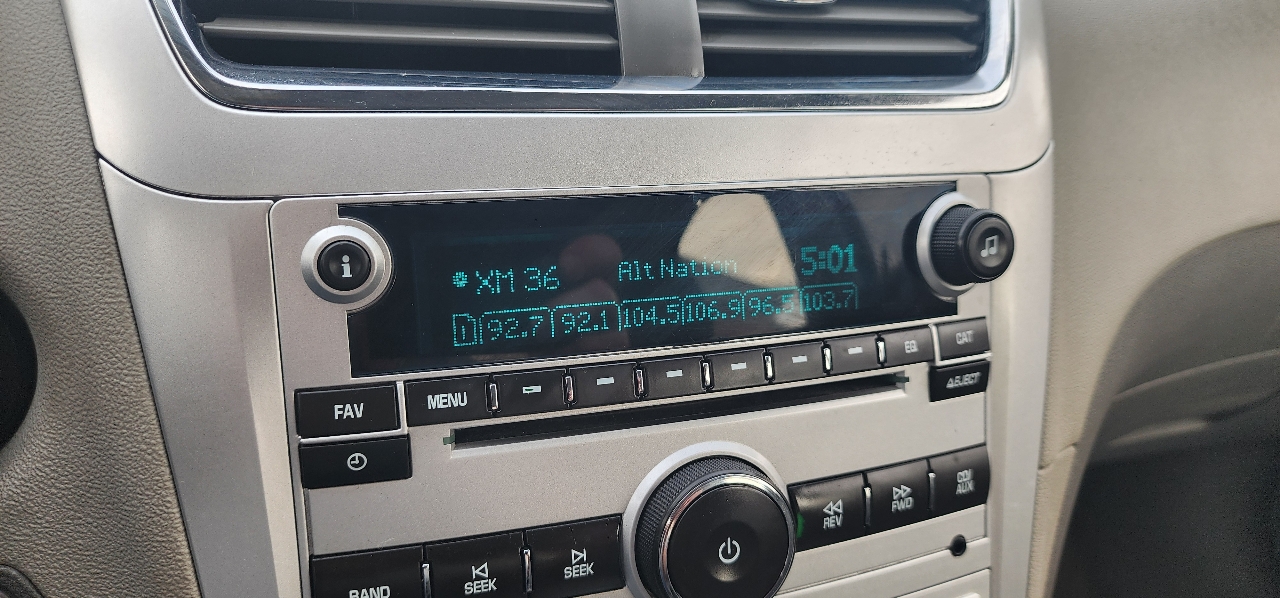 i
XM 36 Alt Nation 5:01
1 92.7 92.1 104.5 106.9 96.5 103.7
FAV MENU EQ CAT
EJECT
REV FWD CD/AUX
BAND SEEK SEEK